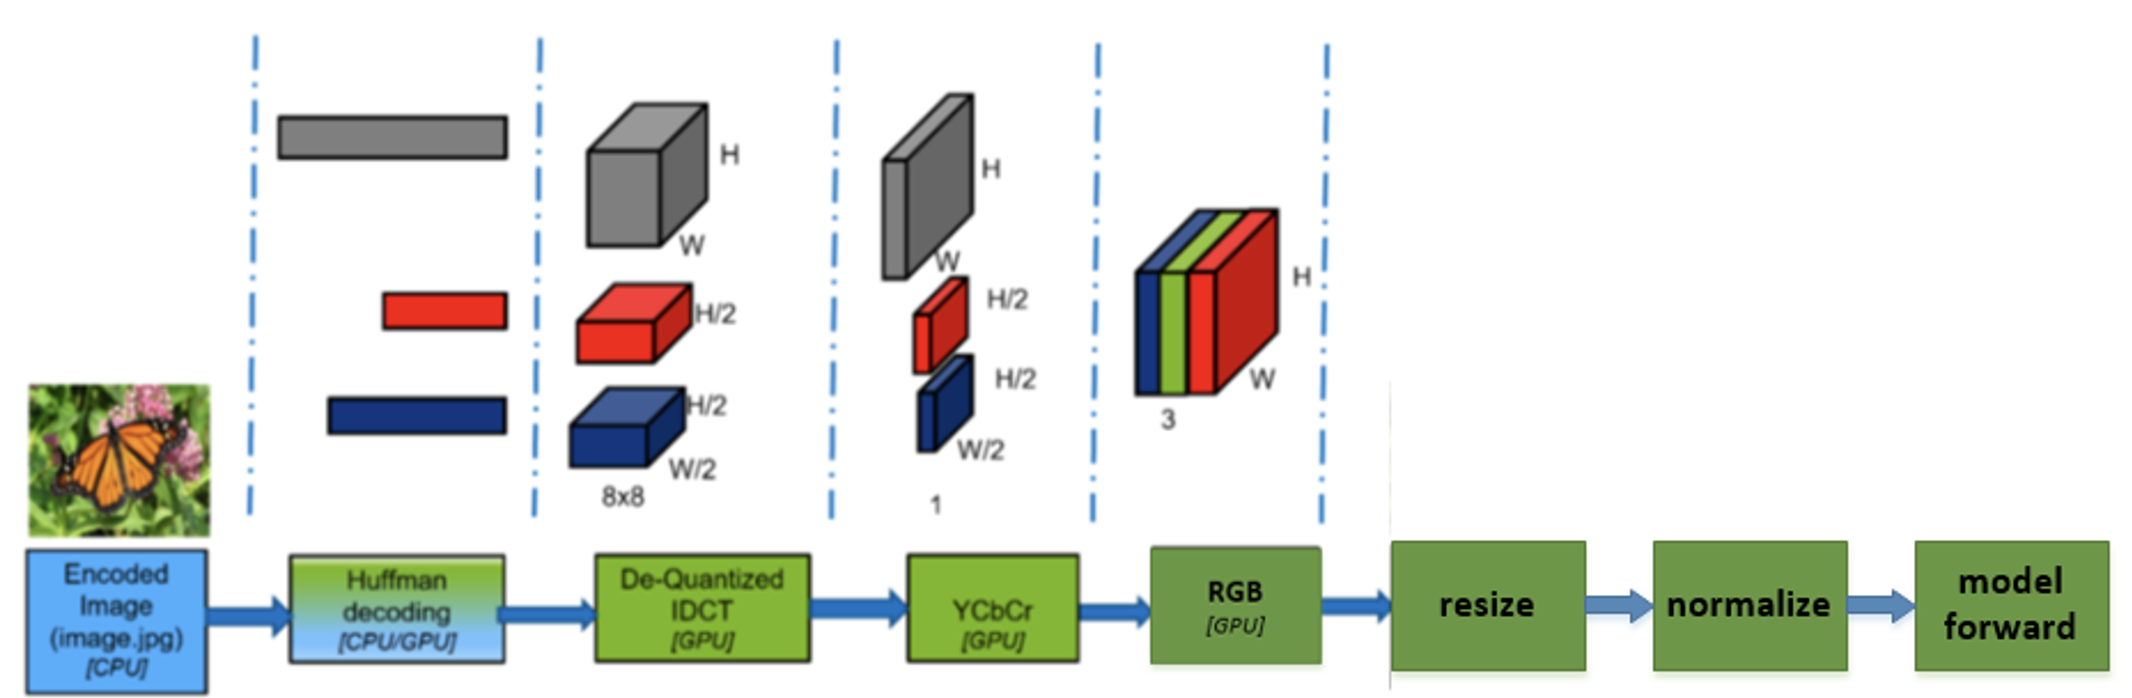 H
W
H/2
H/2
W/2
8x8
H
W
H/2
H/2
W/2
1
H
W
3
Encoded
Image
(image.jpg)
[CPU]
Huffman
decoding
[CPU/GPU]
De-Quantized
IDCT
[GPU]
YCbCr
[GPU]
RGB
[GPU]
resize
normalize
model
forward